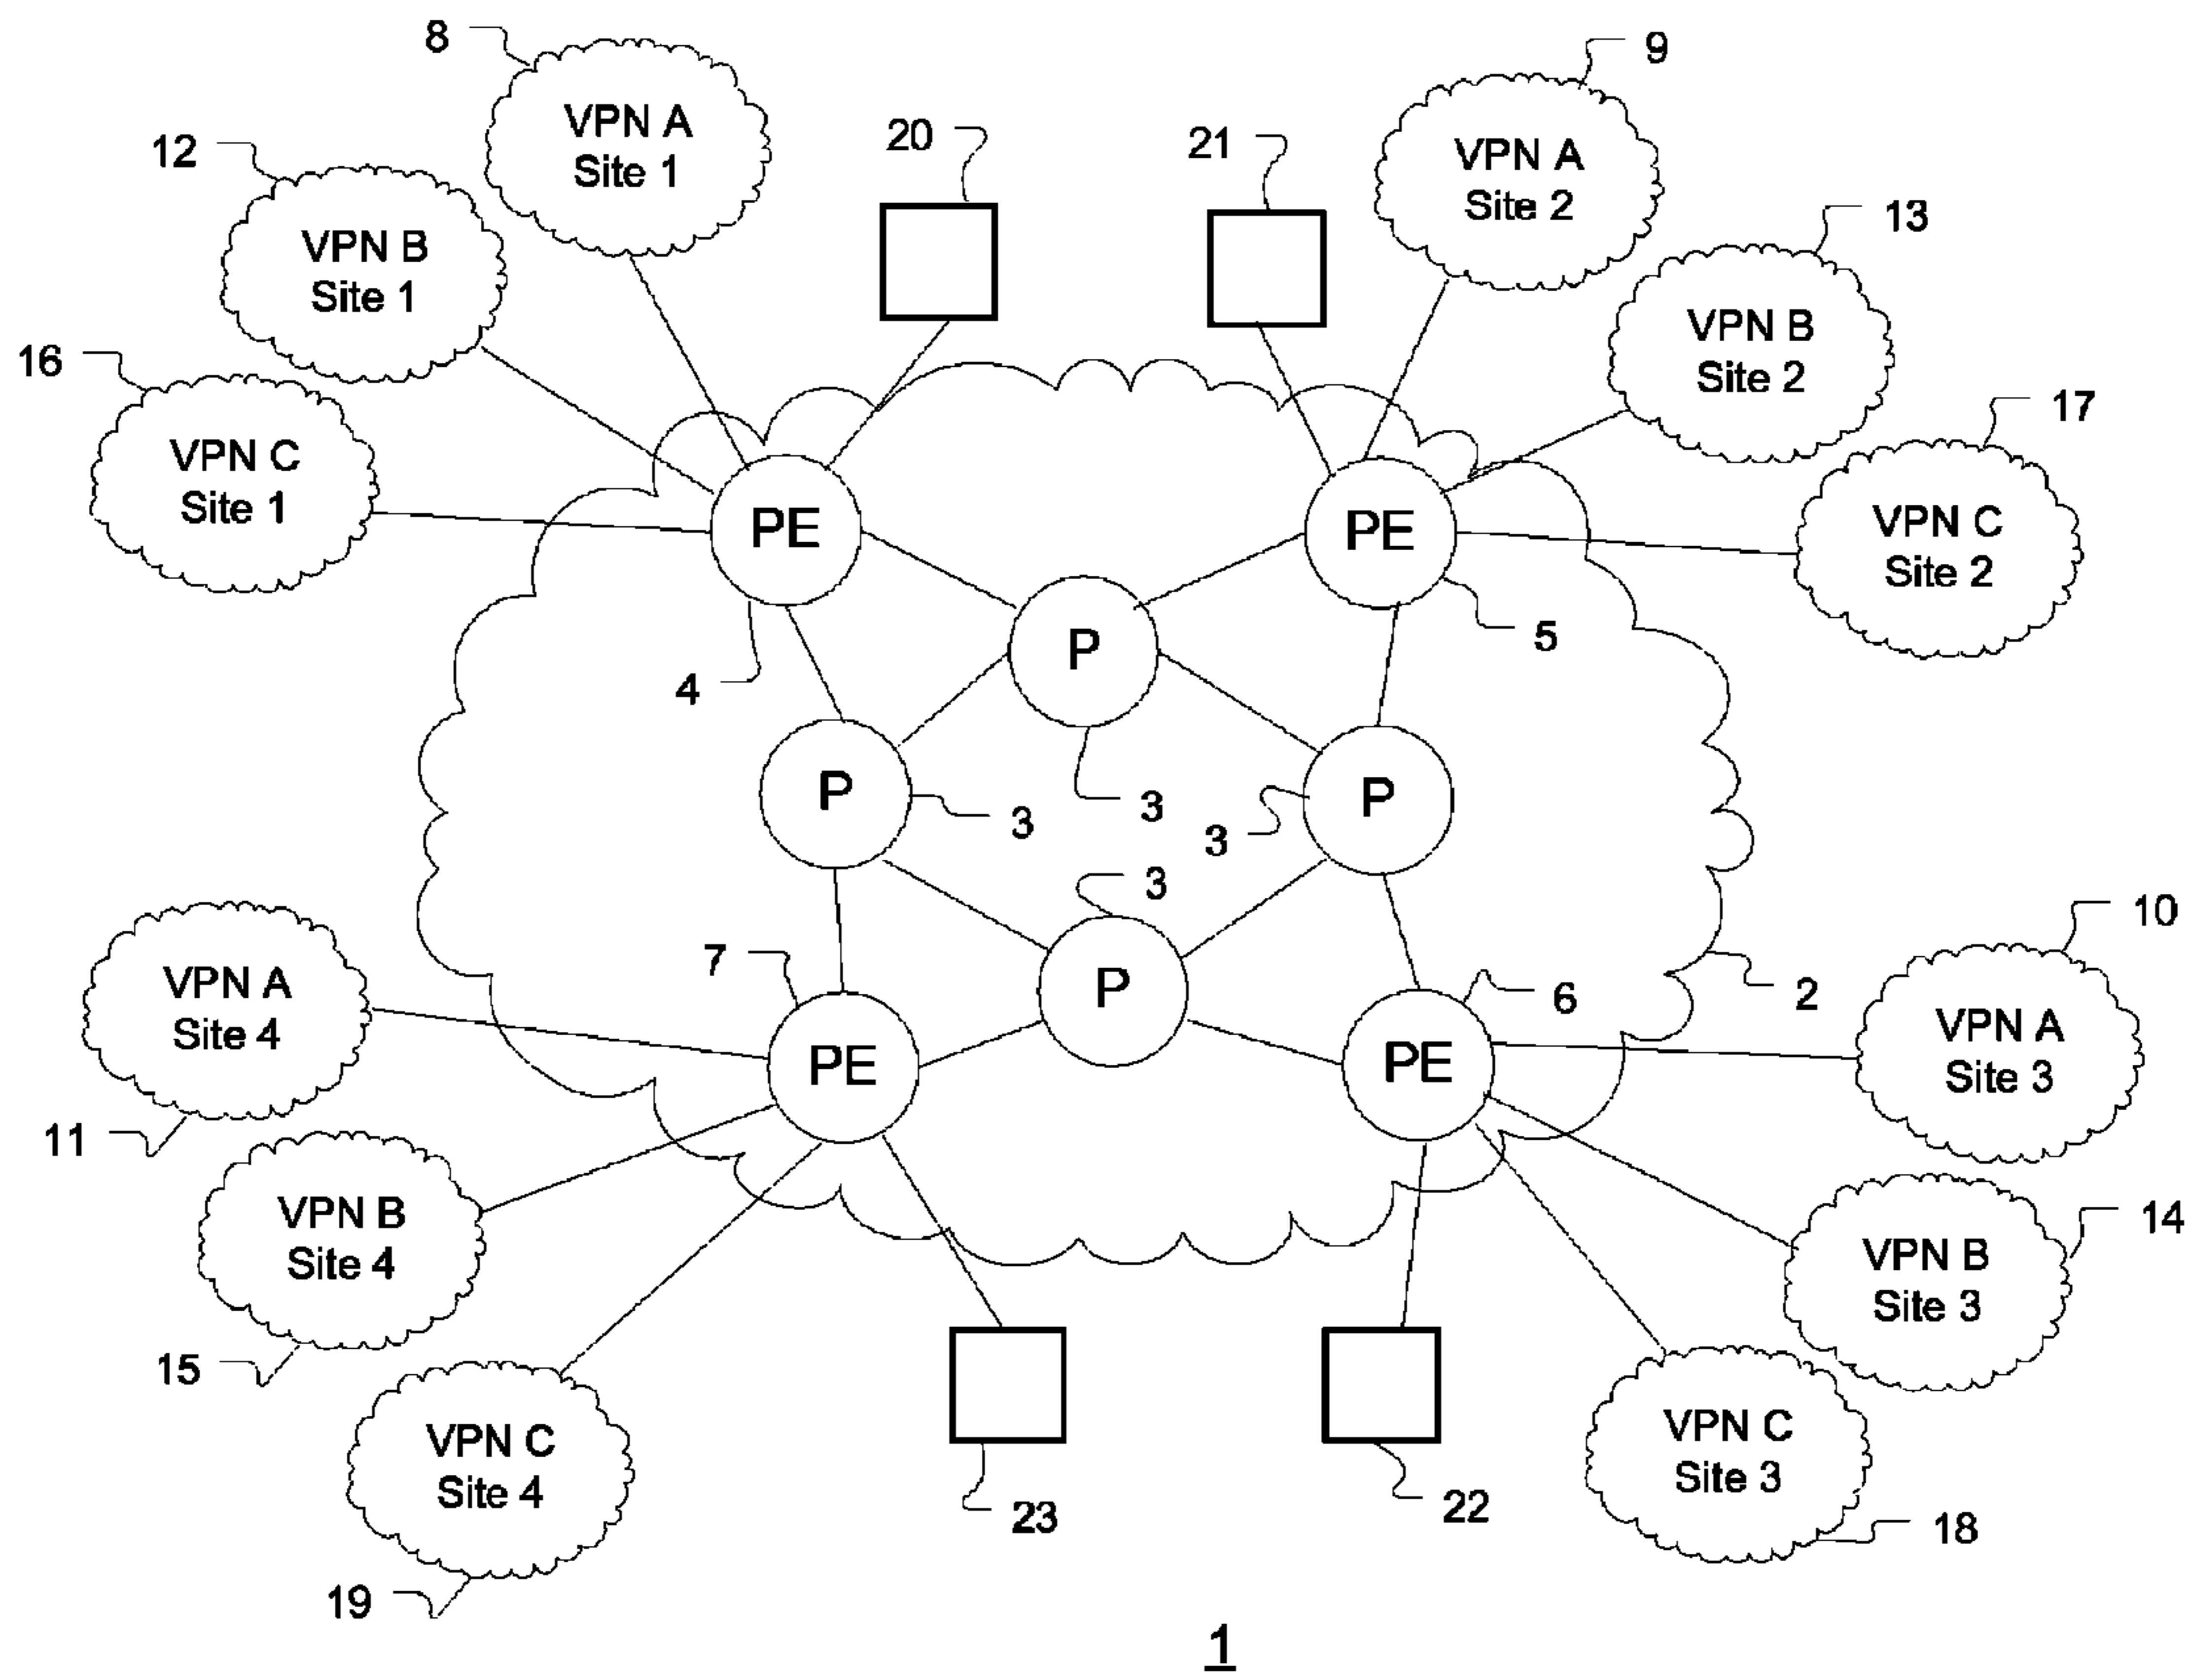 8
VPN A
Site 1
9
VPN A
Site 2
12
VPN B
Site 1
20
21
13
VPN B
Site 2
16
VPN C
Site 1
17
VPN C
Site 2
PE
PE
4
5
P
3
P
3
3
P
3
P
7
PE
6
PE
2
VPN A
Site 4
11
10
VPN A
Site 3
VPN B
Site 4
15
14
VPN B
Site 3
VPN C
Site 4
19
23
22
VPN C
Site 3
18
1